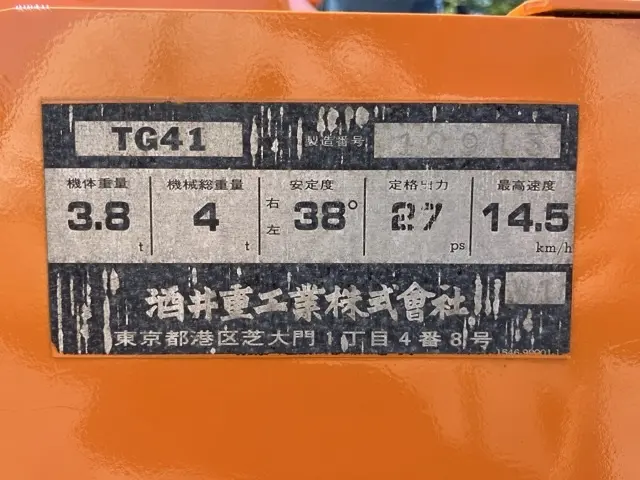 TG41 製造番号
機体重量 機械総重量 安定度 定格出力 最高速度
3.8 t 4 t 右左 38° 27 ps 14.5 km/h
酒井重工業株式會社
東京都港区芝大門1丁目4番8号